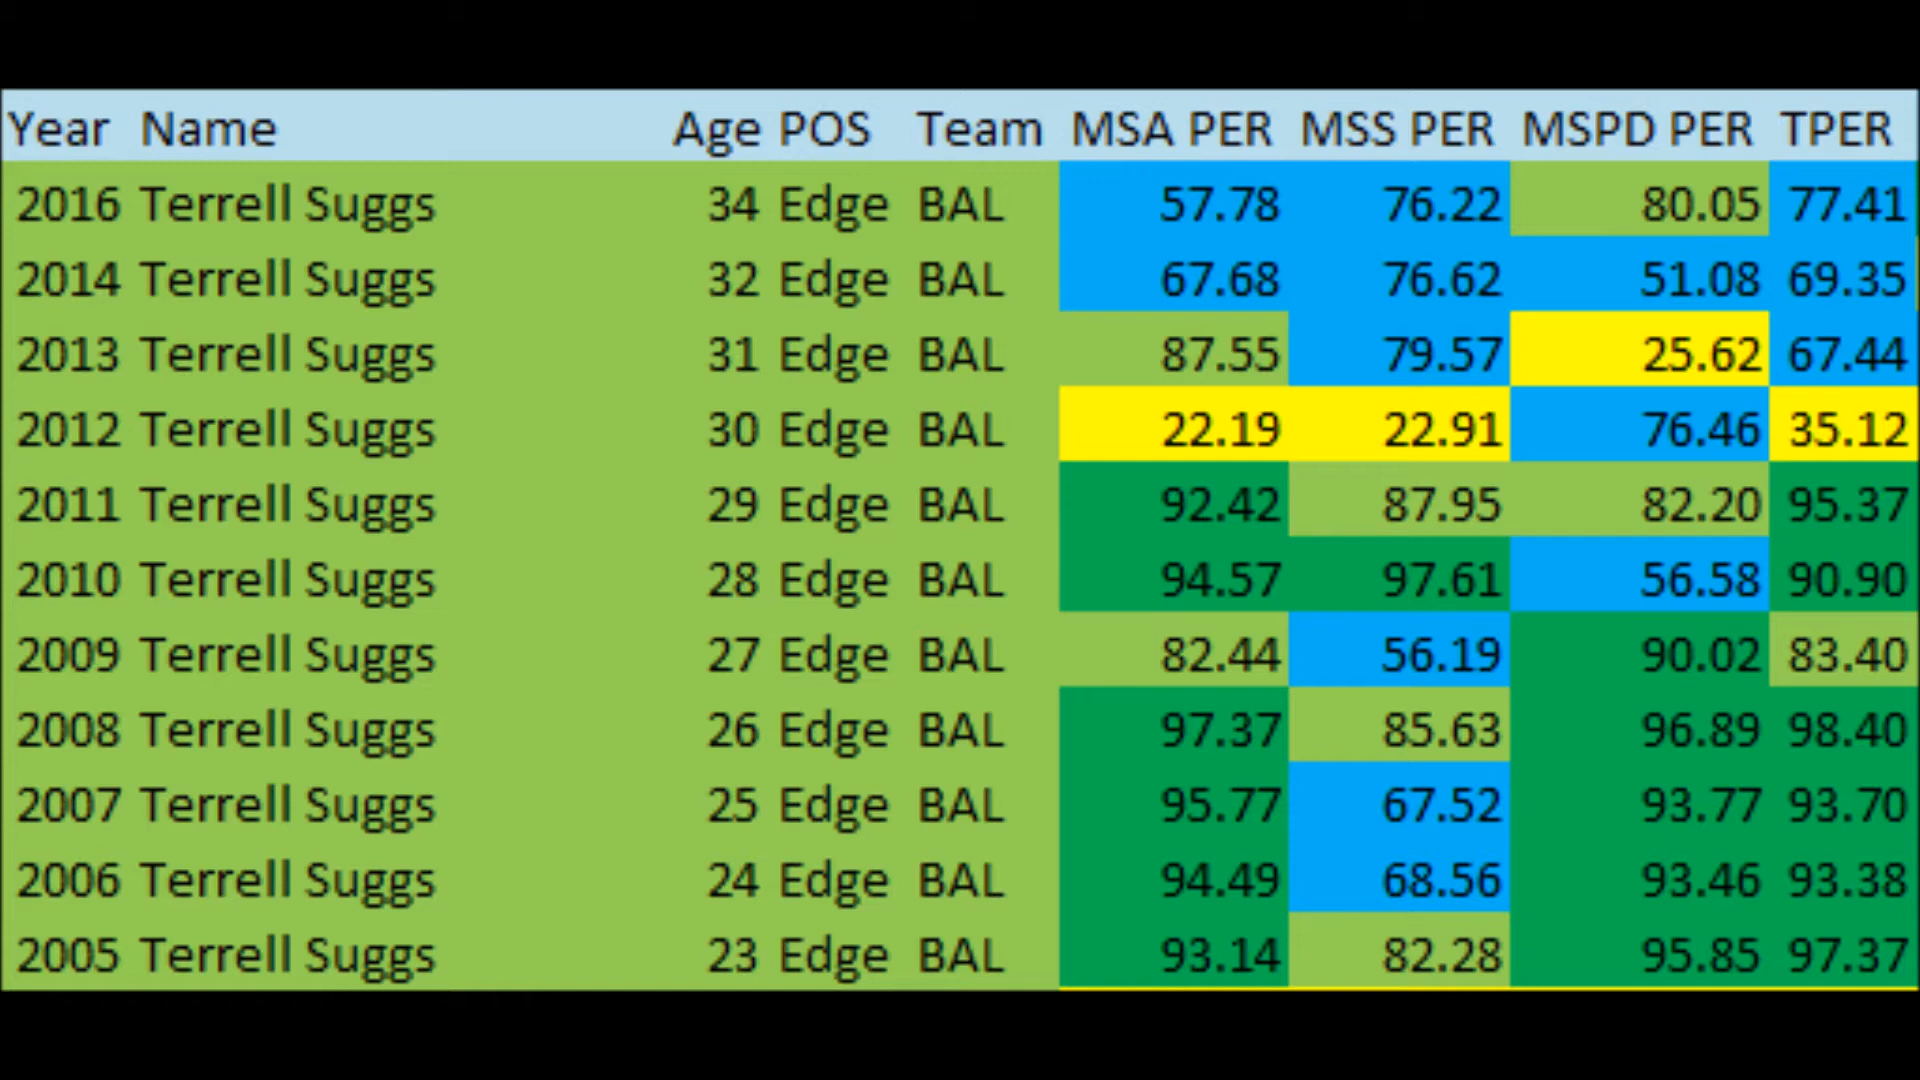 Year Name Age POS Team MSA PER MSS PER MSPD PER TPER
2016 Terrell Suggs 34 Edge BAL 57.78 76.22 80.05 77.41
2014 Terrell Suggs 32 Edge BAL 67.68 76.62 51.08 69.35
2013 Terrell Suggs 31 Edge BAL 87.55 79.57 25.62 67.44
2012 Terrell Suggs 30 Edge BAL 22.19 22.91 76.46 35.12
2011 Terrell Suggs 29 Edge BAL 92.42 87.95 82.20 95.37
2010 Terrell Suggs 28 Edge BAL 94.57 97.61 56.58 90.90
2009 Terrell Suggs 27 Edge BAL 82.44 56.19 90.02 83.40
2008 Terrell Suggs 26 Edge BAL 97.37 85.63 96.89 98.40
2007 Terrell Suggs 25 Edge BAL 95.77 67.52 93.77 93.70
2006 Terrell Suggs 24 Edge BAL 94.49 68.56 93.46 93.38
2005 Terrell Suggs 23 Edge BAL 93.14 82.28 95.85 97.37